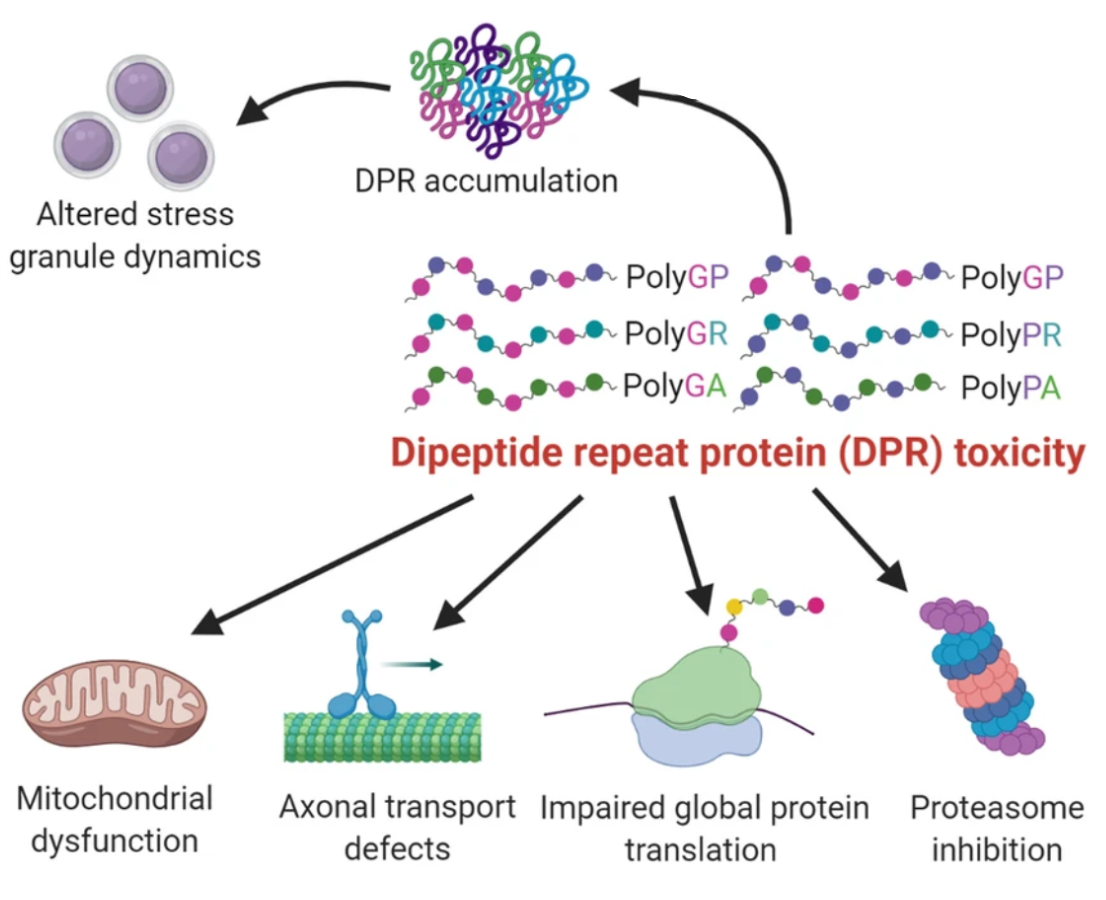 DPR accumulation
Altered stress
granule dynamics
PolyGP
PolyGP
PolyGR
PolyPR
PolyGA
PolyPA
Dipeptide repeat protein (DPR) toxicity
Mitochondrial
dysfunction
Axonal transport
defects
Impaired global protein
translation
Proteasome
inhibition